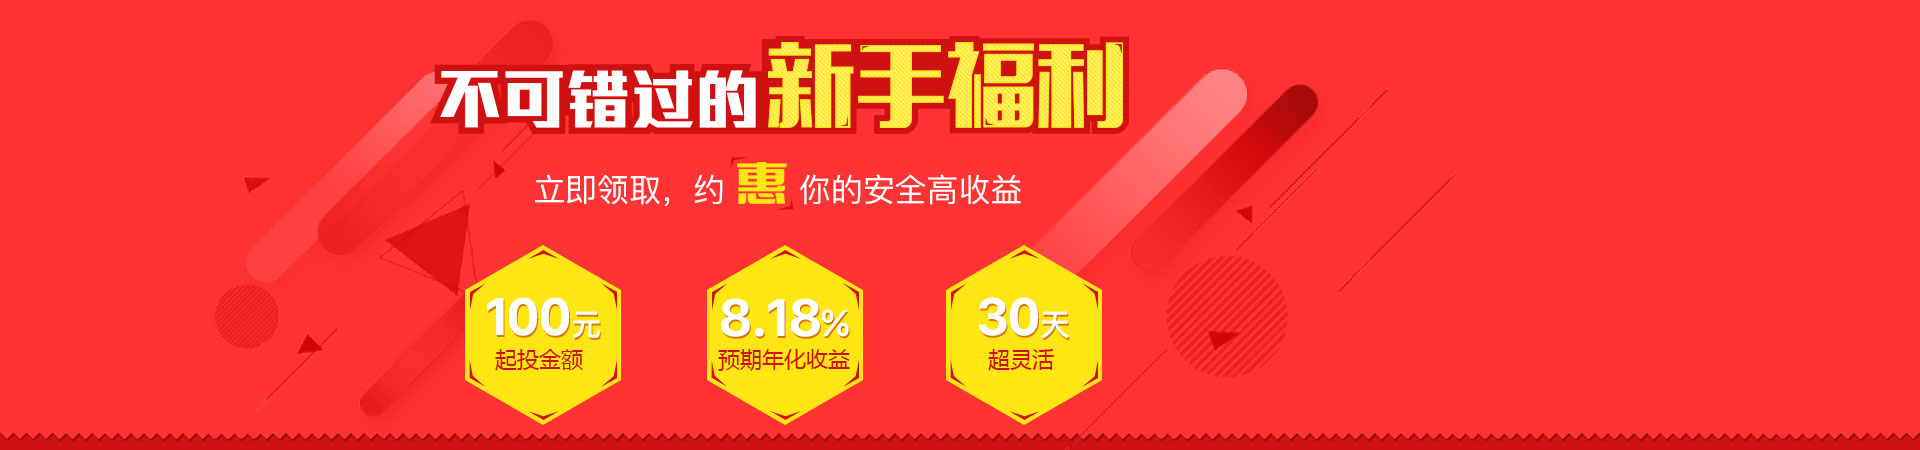 不可错过的新手福利
立即领取，约惠你的安全高收益
100元
起投金额
8.18%
预期年化收益
30天
超灵活